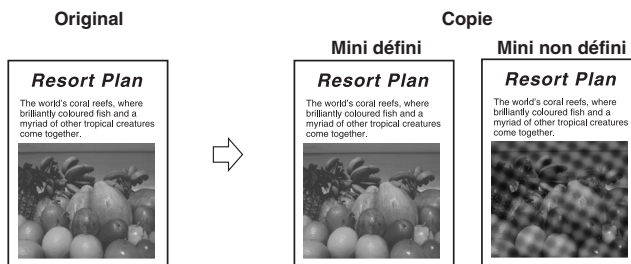 Original
Copie
Mini défini
Mini non défini
Resort Plan
The world's coral reefs, where
brilliantly coloured fish and a
myriad of other tropical creatures
come together.
Resort Plan
The world's coral reefs, where
brilliantly coloured fish and a
myriad of other tropical creatures
come together.
Resort Plan
The world's coral reefs, where
brilliantly coloured fish and a
myriad of other tropical creatures
come together.